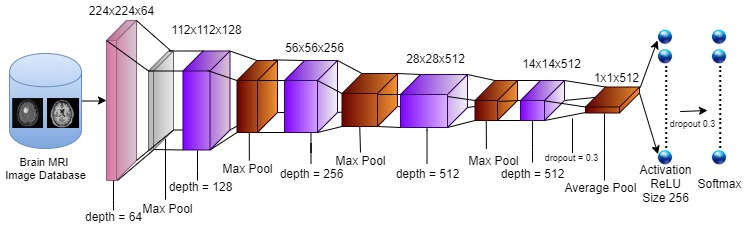 224x224x64
112x112x128
56x56x256
28x28x512
14x14x512
1x1x512
dropout 0.3
dropout = 0.3
Brain MRI
Image Database
depth = 64
Max Pool
depth = 128
Max Pool
depth = 256
Max Pool
depth = 512
Max Pool
depth = 512
Average Pool
Activation
ReLU
Size 256
Softmax